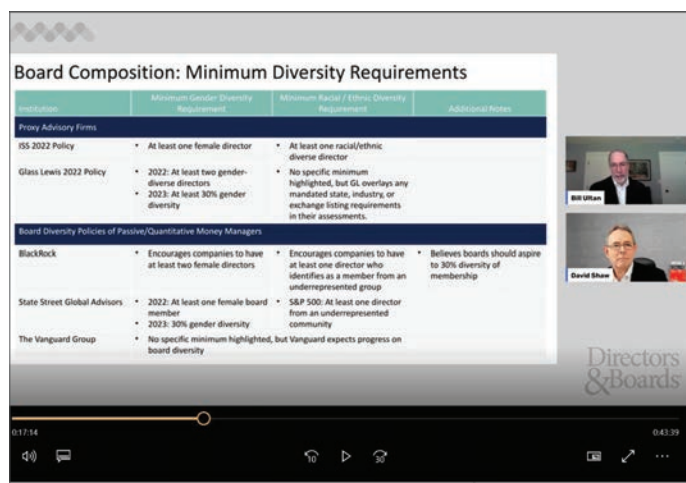 Board Composition: Minimum Diversity Requirements
Institution
Minimum Gender Diversity
Requirement
Minimum Racial / Ethnic Diversity
Requirement
Additional Notes
Proxy Advisory Firms
ISS 2022 Policy
• At least one female director
• At least one racial/ethnic
diverse director
Glass Lewis 2022 Policy
• 2022: At least two gender-
diverse directors
• 2023: At least 30% gender
diversity
• No specific minimum
highlighted, but GL overlays any
mandated state, industry, or
exchange listing requirements
in their assessments.
Board Diversity Policies of Passive/Quantitative Money Managers
BlackRock
• Encourages companies to have
at least two female directors
• Encourages companies to have
at least one director who
identifies as a member from an
underrepresented group
• Believes boards should aspire
to 30% diversity of
membership
State Street Global Advisors
• 2022: At least one female board
member
• 2023: 30% gender diversity
• S&P 500: At least one director
from an underrepresented
community
The Vanguard Group
• No specific minimum highlighted, but Vanguard expects progress on
board diversity
Bill Ultan
David Shaw
Directors
&Boards
0:17:14
0:43:39
10
30